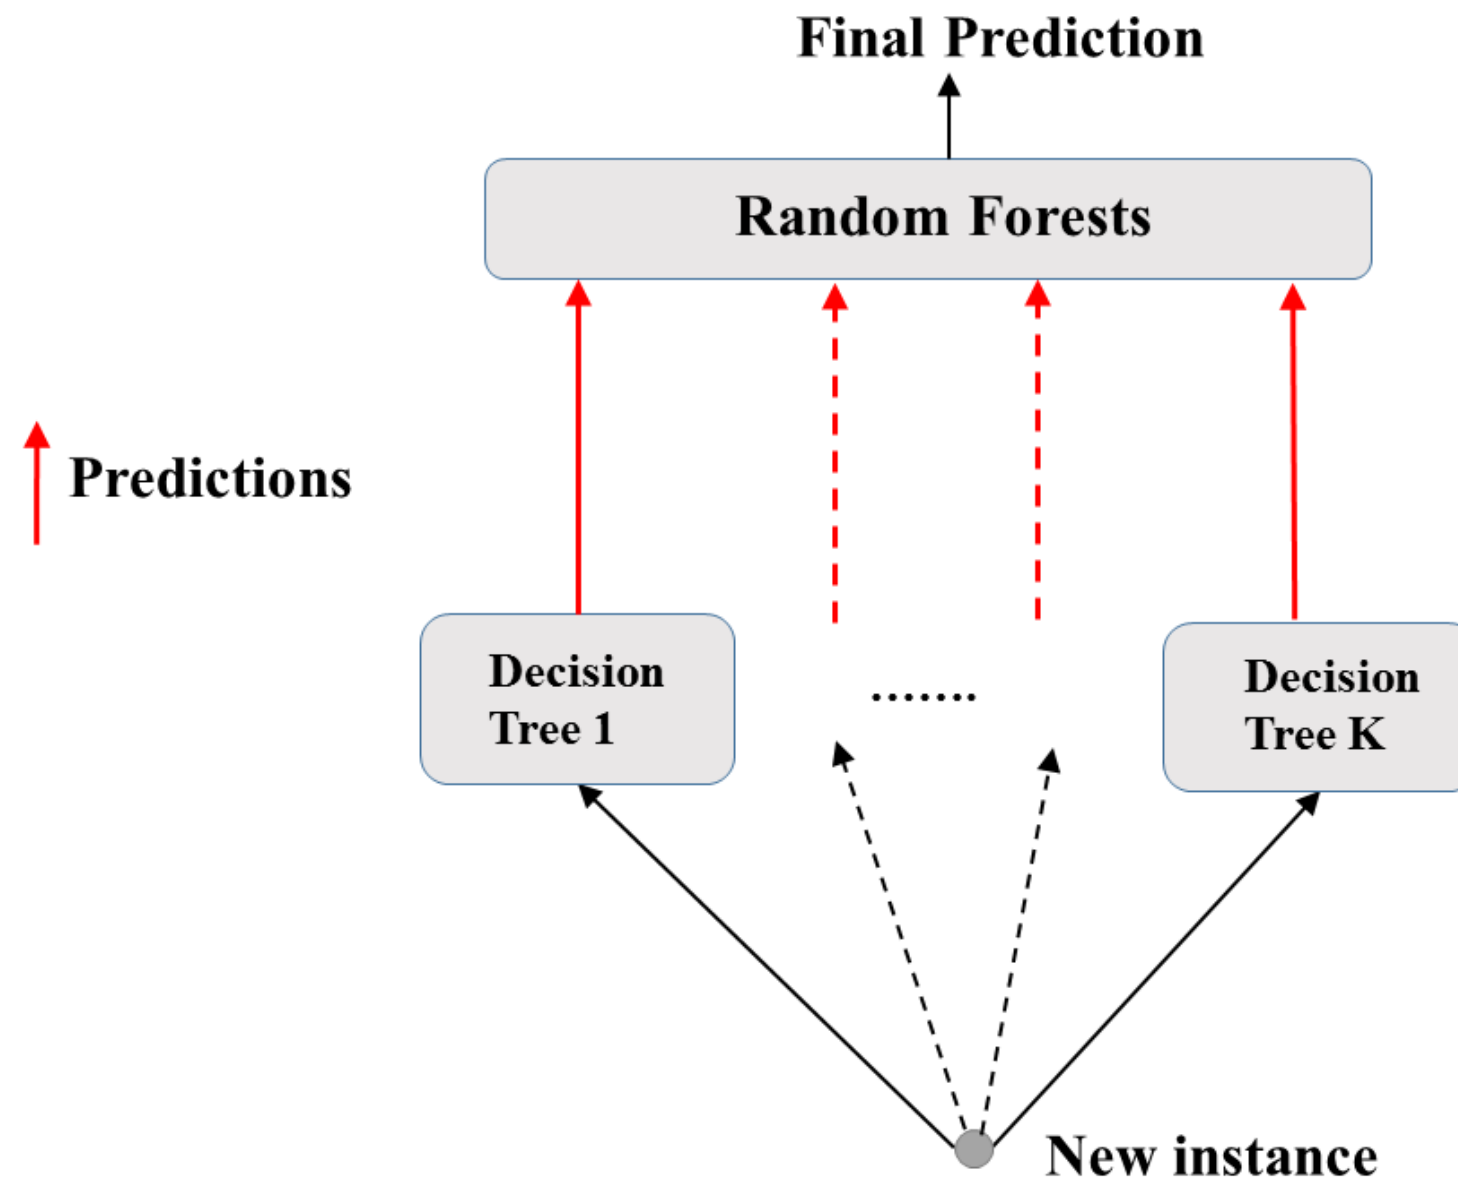 Final Prediction
Random Forests
Predictions
Decision
Tree 1
.......
Decision
Tree K
New instance